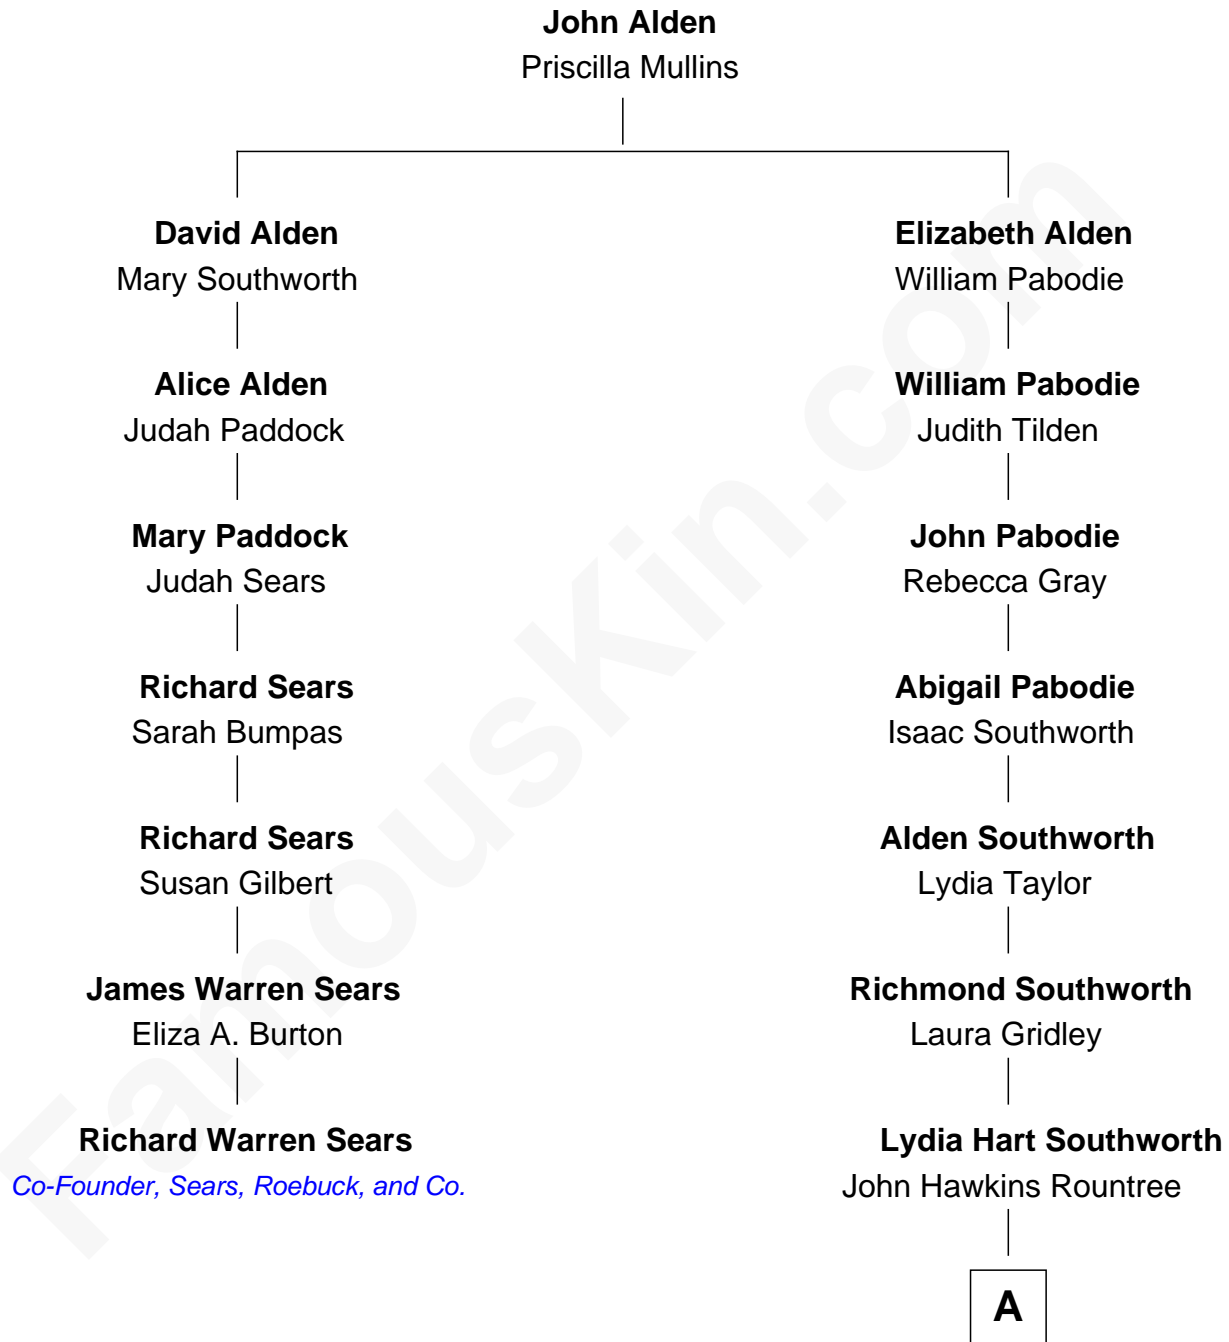 John Alden
Priscilla Mullins
David Alden
Mary Southworth
Elizabeth Alden
William Pabodie
Alice Alden
Judah Paddock
William Pabodie
Judith Tilden
Mary Paddock
Judah Sears
John Pabodie
Rebecca Gray
Richard Sears
Sarah Bumpas
Abigail Pabodie
Isaac Southworth
Richard Sears
Susan Gilbert
Alden Southworth
Lydia Taylor
James Warren Sears
Eliza A. Burton
Richmond Southworth
Laura Gridley
Richard Warren Sears
Co-Founder, Sears, Roebuck, and Co.
Lydia Hart Southworth
John Hawkins Rountree
A
FamousKin.com